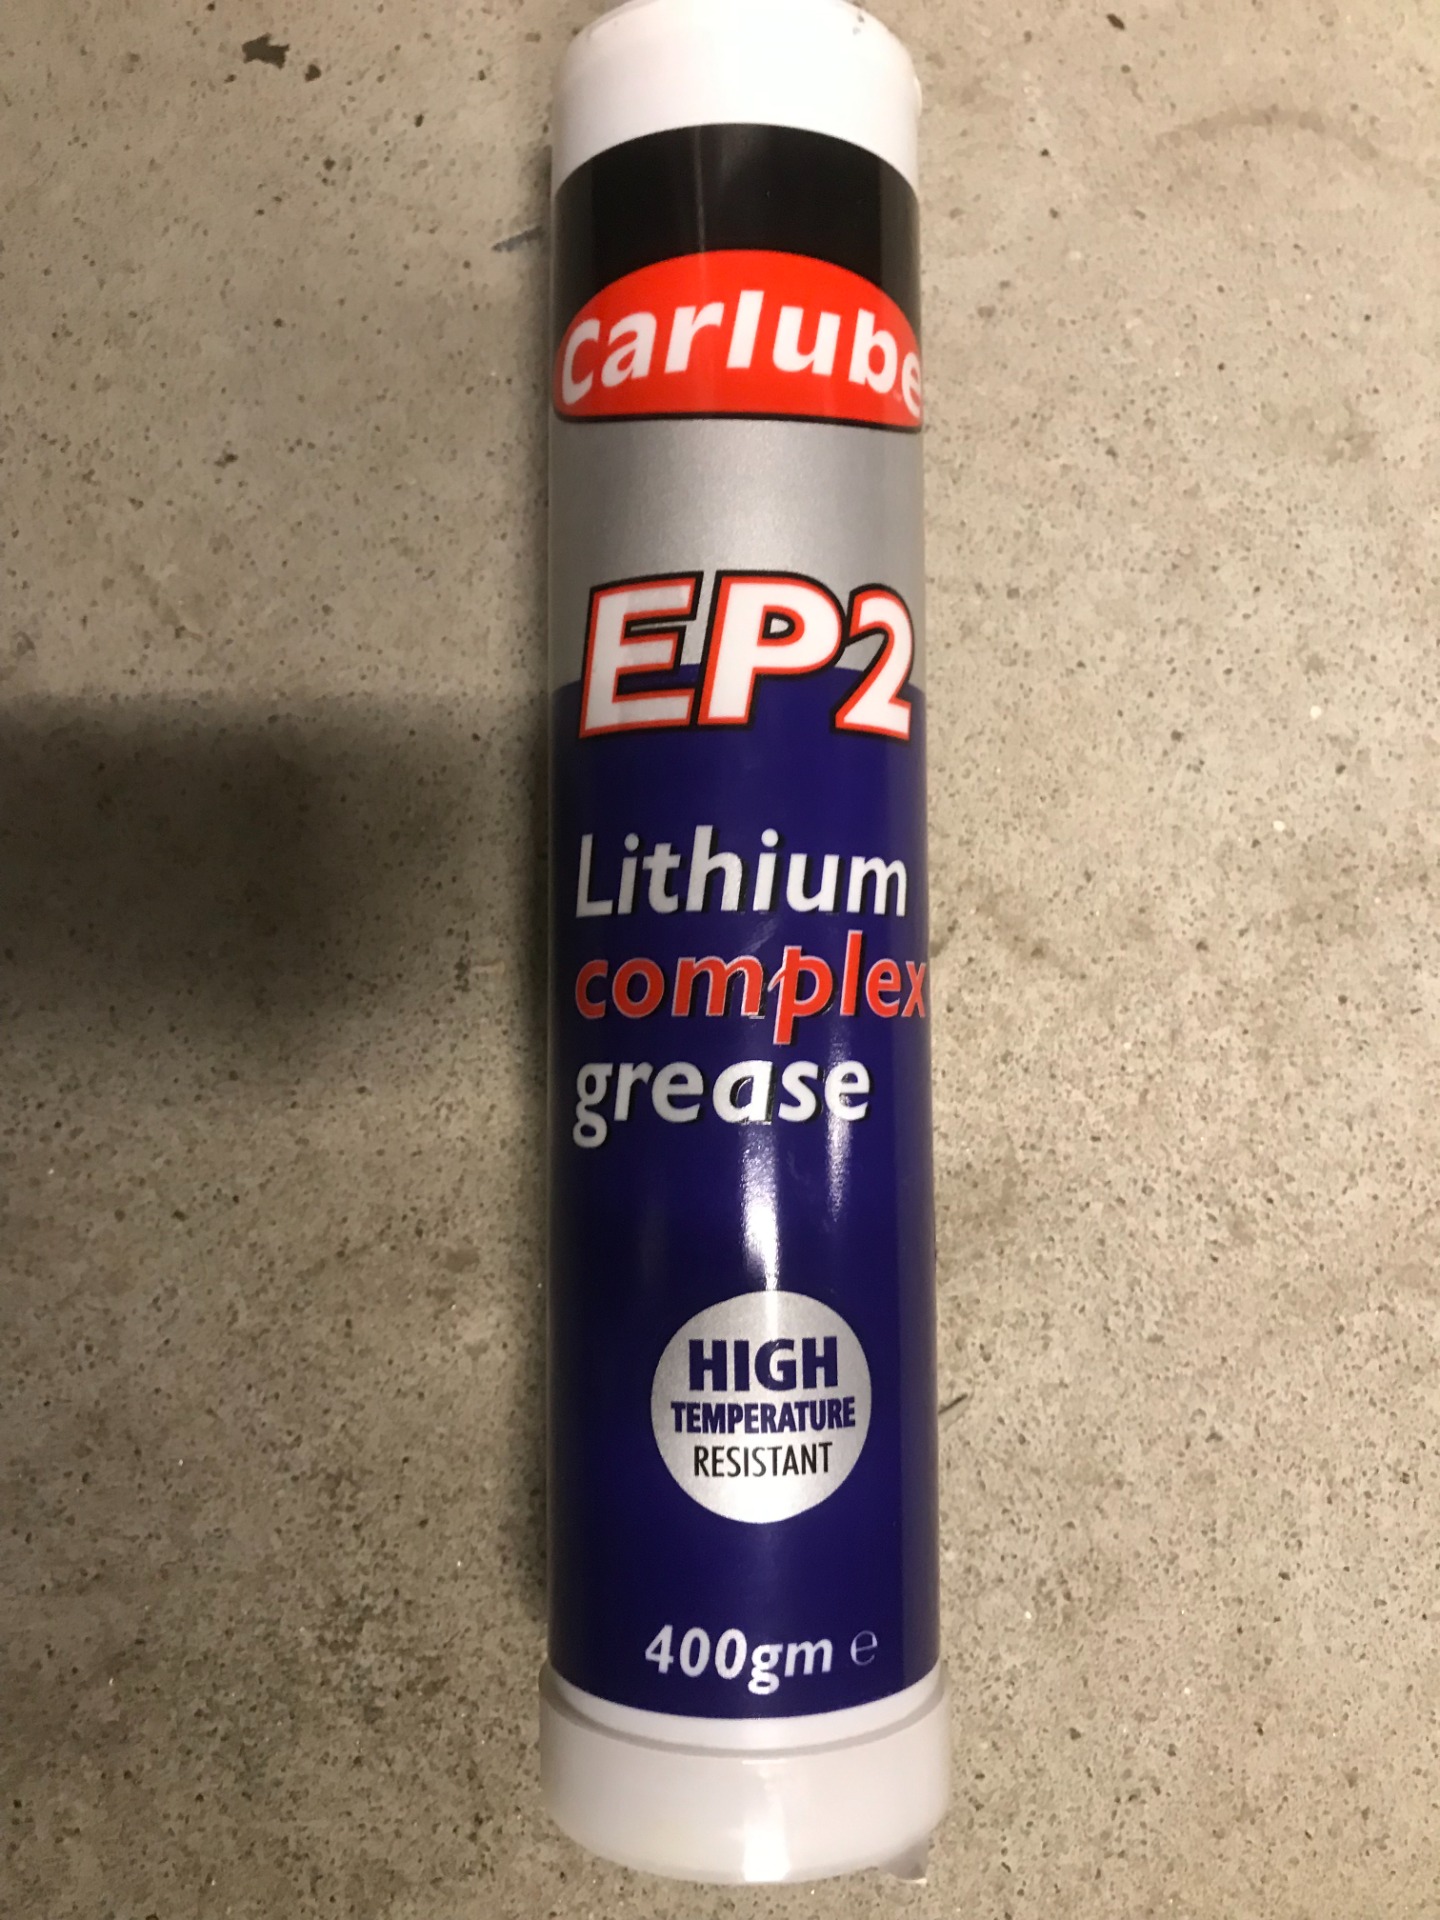 Carlube
EP2
Lithium
complex
grease
HIGH
TEMPERATURE
RESISTANT
400gm ℮